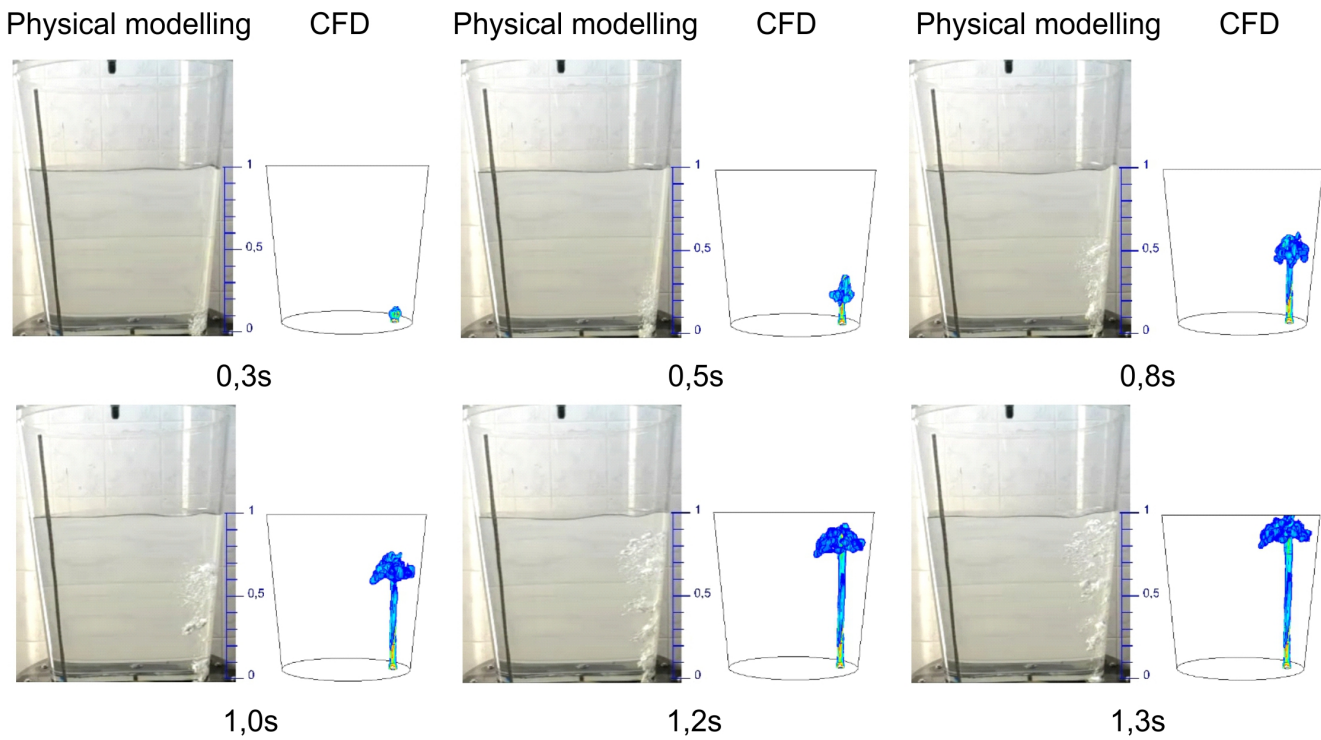 Physical modelling CFD Physical modelling CFD Physical modelling CFD
1 1 1
0,5 0,5 0,5
0 0 0
0,3s 0,5s 0,8s
1 1 1
0,5 0,5 0,5
0 0 0
1,0s 1,2s 1,3s